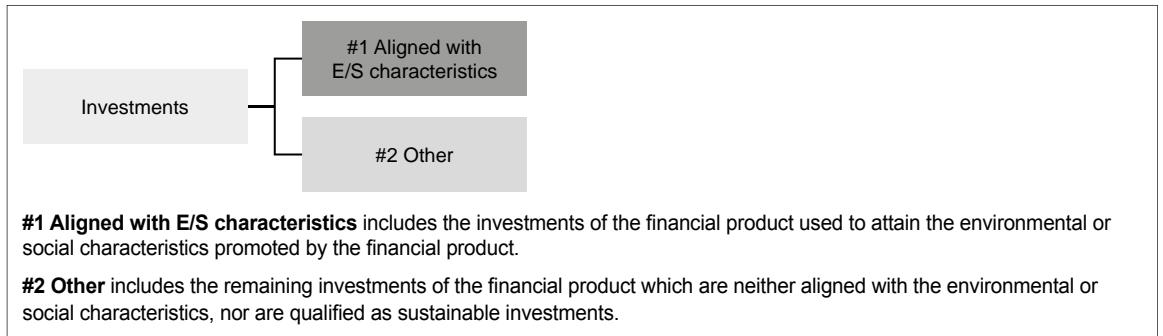 #1 Aligned with
E/S characteristics
Investments
#2 Other
#1 Aligned with E/S characteristics includes the investments of the financial product used to attain the environmental or
social characteristics promoted by the financial product.
#2 Other includes the remaining investments of the financial product which are neither aligned with the environmental or
social characteristics, nor are qualified as sustainable investments.